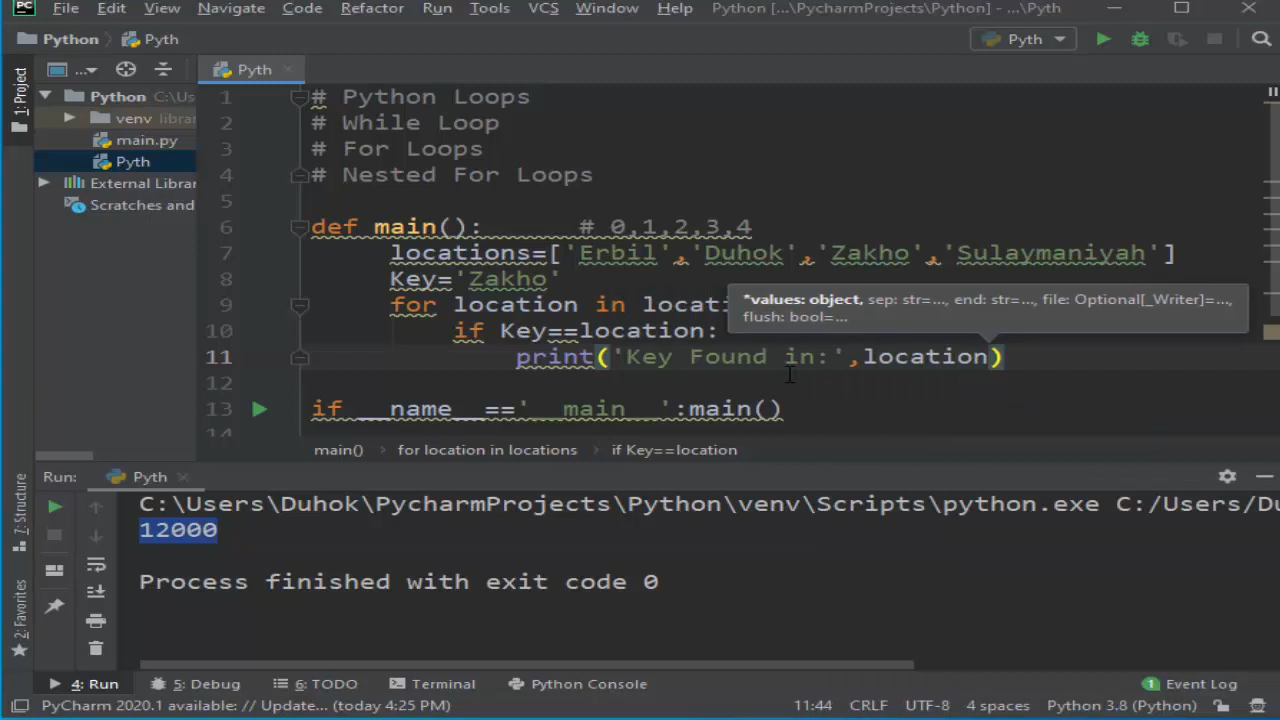 PC File Edit View Navigate Code Refactor Run Tools VCS Window Help Python [...\PycharmProjects\Python] - ...\Pyth
Python Pyth Pyth
1: Project
... Pyth
Python C:\Us
venv libra
main.py
Pyth
External Librar
Scratches and
1 # Python Loops
2 # While Loop
3 # For Loops
4 # Nested For Loops
5
6 def main(): # 0,1,2,3,4
7 locations=['Erbil','Duhok','Zakho','Sulaymaniyah']
8 Key='Zakho'
9 for location in locati
10 if Key==location:
11 print('Key Found in:',location)
12
13 if __name__=='__main__':main()
14
*values: object, sep: str=..., end: str=..., file: Optional[_Writer]=...,
flush: bool=...
main() for location in locations if Key==location
Run: Pyth
C:\Users\Duhok\PycharmProjects\Python\venv\Scripts\python.exe C:/Users/Du
12000
Process finished with exit code 0
7: Structure
2: Favorites
4: Run 5: Debug 6: TODO Terminal Python Console 1 Event Log
PyCharm 2020.1 available: // Update... (today 4:25 PM) 11:44 CRLF UTF-8 4 spaces Python 3.8 (Python)